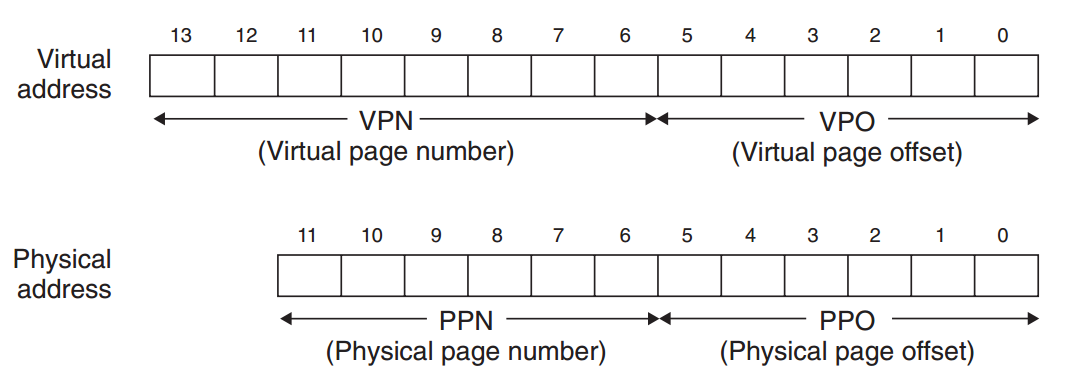 13 12 11 10 9 8 7 6 5 4 3 2 1 0
Virtual
address
VPN VPO
(Virtual page number) (Virtual page offset)
11 10 9 8 7 6 5 4 3 2 1 0
Physical
address
PPN PPO
(Physical page number) (Physical page offset)